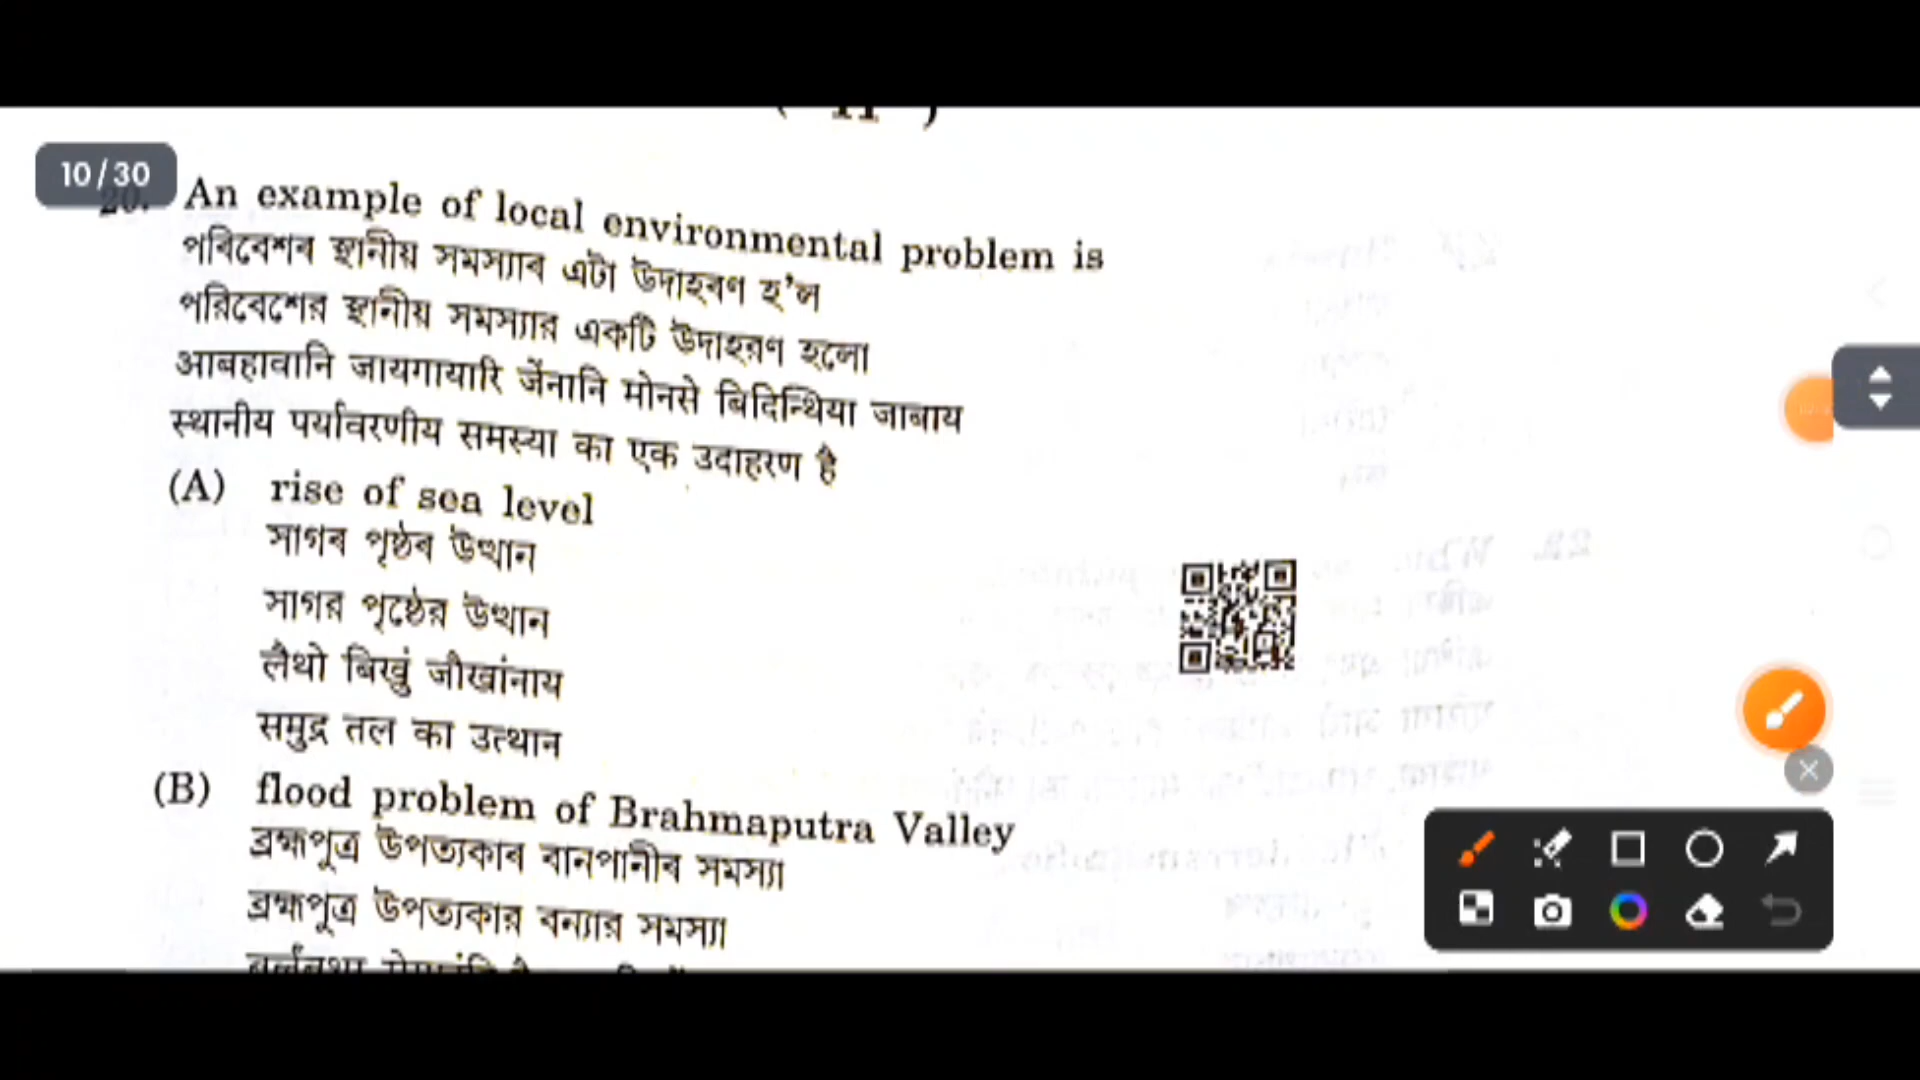 10/30
20. An example of local environmental problem is
পৰিবেশৰ স্থানীয় সমস্যাৰ এটা উদাহৰণ হ'ল
পরিবেশের স্থানীয় সমস্যার একটি উদাহরণ হলো
आबहावानि जायगायारि जेंनानि मोनसे बिदिन्थिया जाबाय
स्थानीय पर्यावरणीय समस्या का एक उदाहरण है
(A) rise of sea level
সাগৰ পৃষ্ঠৰ উত্থান
সাগর পৃষ্ঠের উত্থান
लैथो बिखुं जौखांनाय
समुद्र तल का उत्थान
(B) flood problem of Brahmaputra Valley
ব্ৰহ্মপুত্ৰ উপত্যকাৰ বানপানীৰ সমস্যা
ব্রহ্মপুত্র উপত্যকার বন্যার সমস্যা